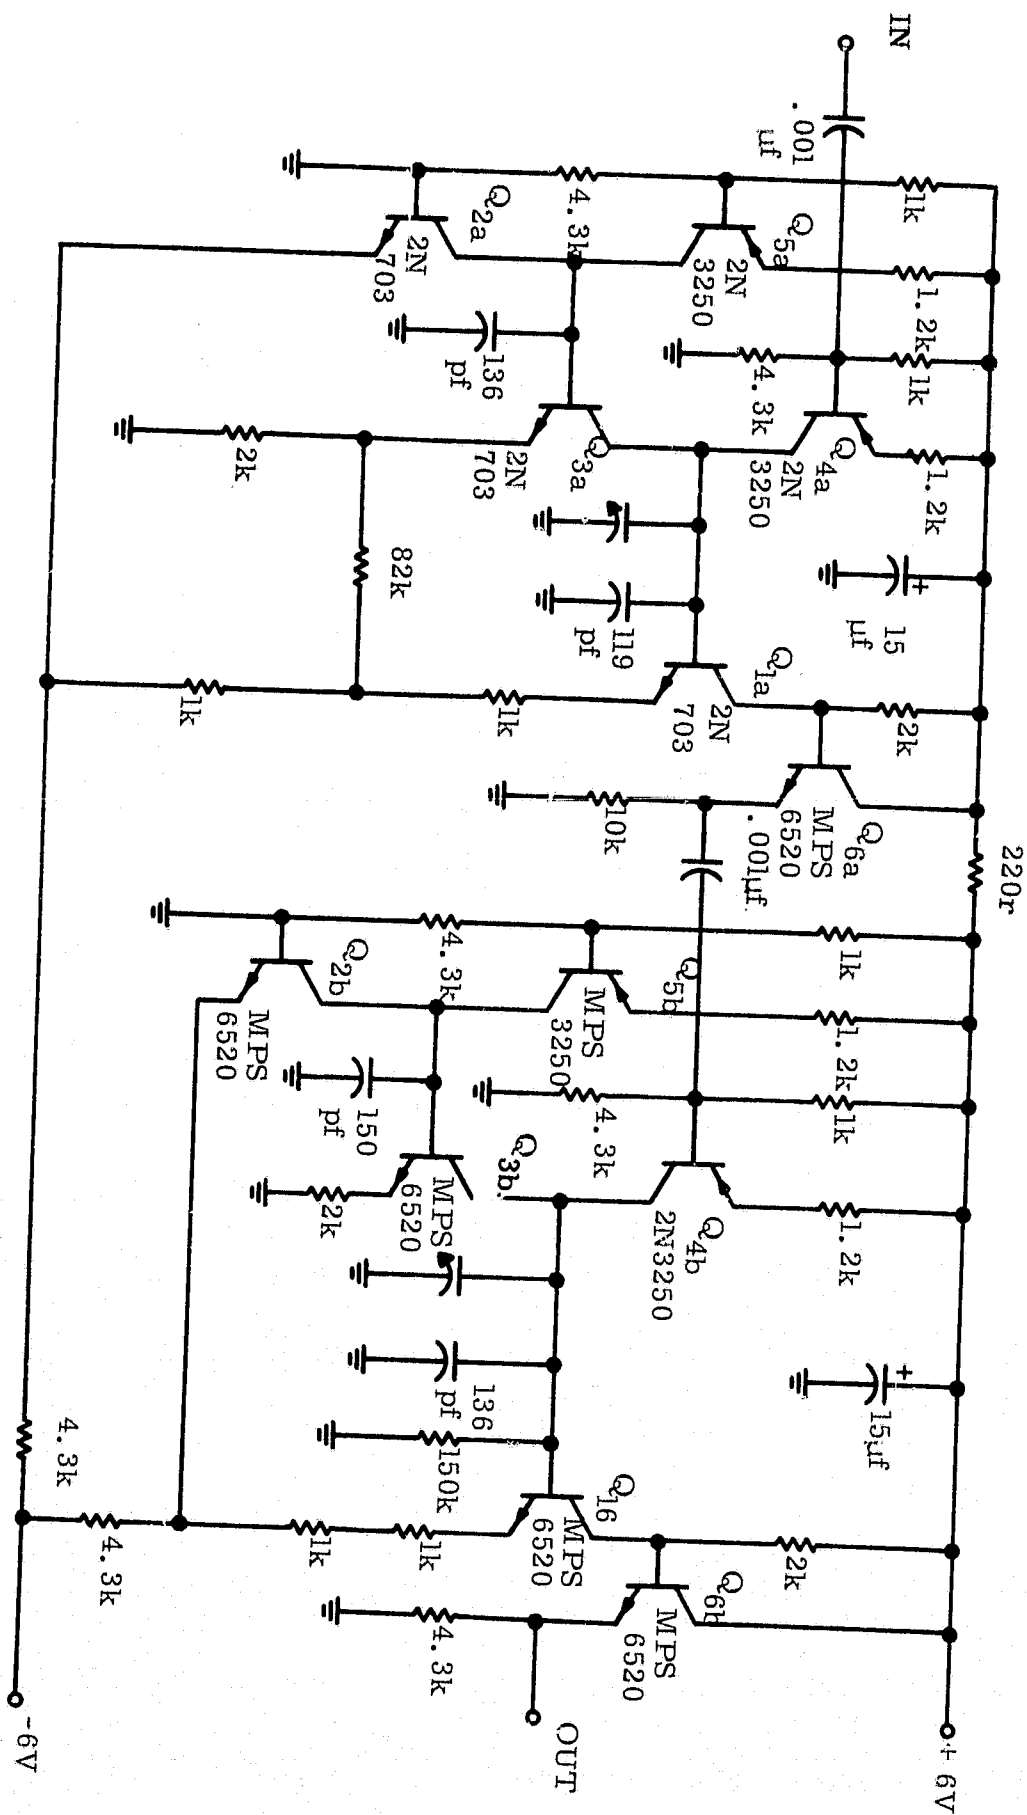 IN
.001
µf
1k
4.3k
Q2a
2N
703
Q5a
2N
3250
1.2k
136
pf
1k
4.3k
Q4a
2N
3250
1.2k
Q3a
2N
703
2k
82k
119
pf
15
µf
+
Q1a
2N
703
2k
1k
1k
Q6a
MPS
6520
10k
.001µf
220r
1k
4.3k
Q2b
MPS
6520
Q5b
MPS
3250
1.2k
150
pf
1k
4.3k
Q3b.
MPS
6520
2k
Q4b
2N3250
1.2k
136
pf
150k
+
15µf
Q16
MPS
6520
2k
1k
1k
4.3k
4.3k
Q6b
MPS
6520
4.3k
OUT
+ 6V
-6V